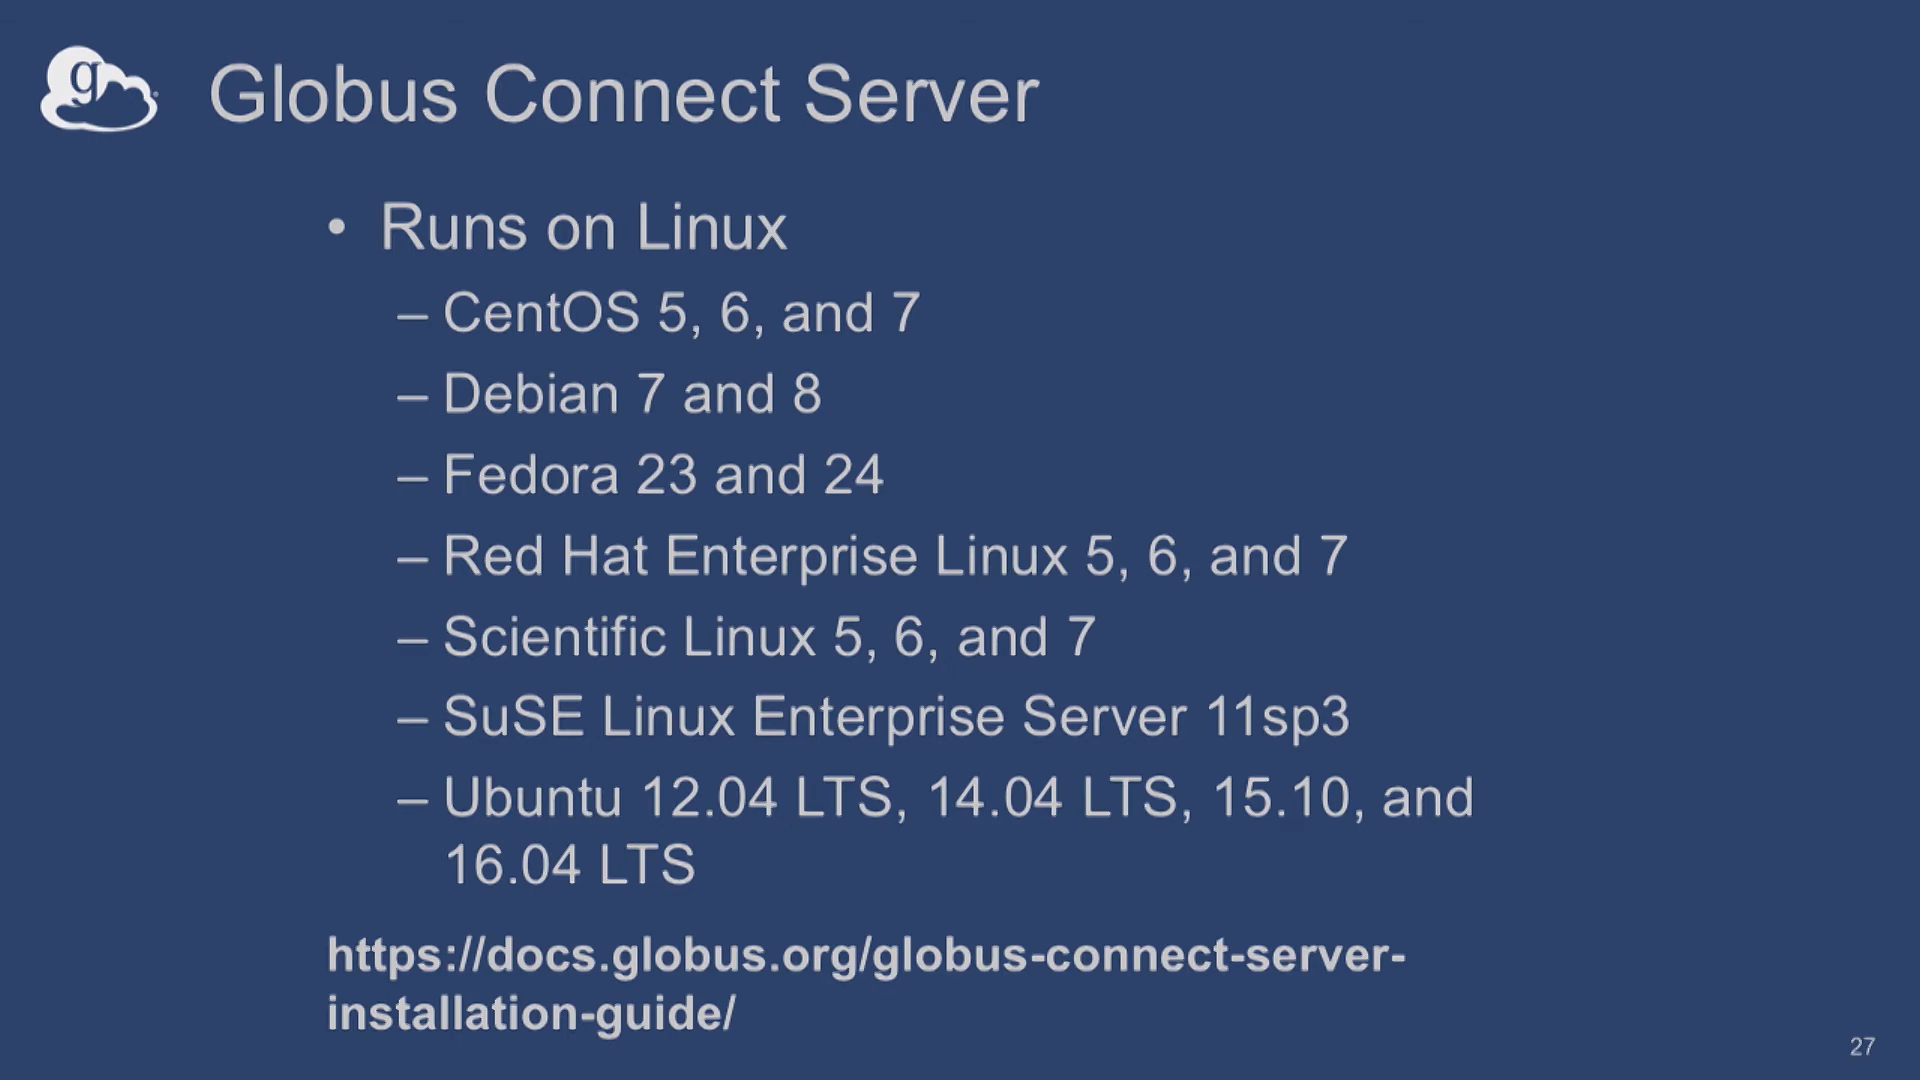 g
Globus Connect Server
• Runs on Linux
– CentOS 5, 6, and 7
– Debian 7 and 8
– Fedora 23 and 24
– Red Hat Enterprise Linux 5, 6, and 7
– Scientific Linux 5, 6, and 7
– SuSE Linux Enterprise Server 11sp3
– Ubuntu 12.04 LTS, 14.04 LTS, 15.10, and
16.04 LTS
https://docs.globus.org/globus-connect-server-
installation-guide/
27